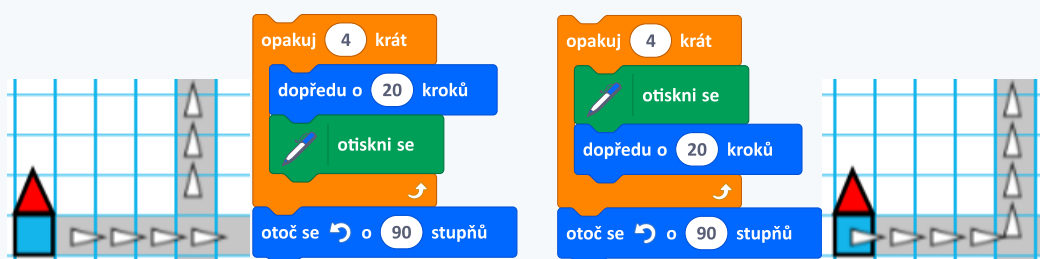 opakuj 4 krát
dopředu o 20 kroků
otiskni se
otoč se o 90 stupňů
opakuj 4 krát
otiskni se
dopředu o 20 kroků
otoč se o 90 stupňů